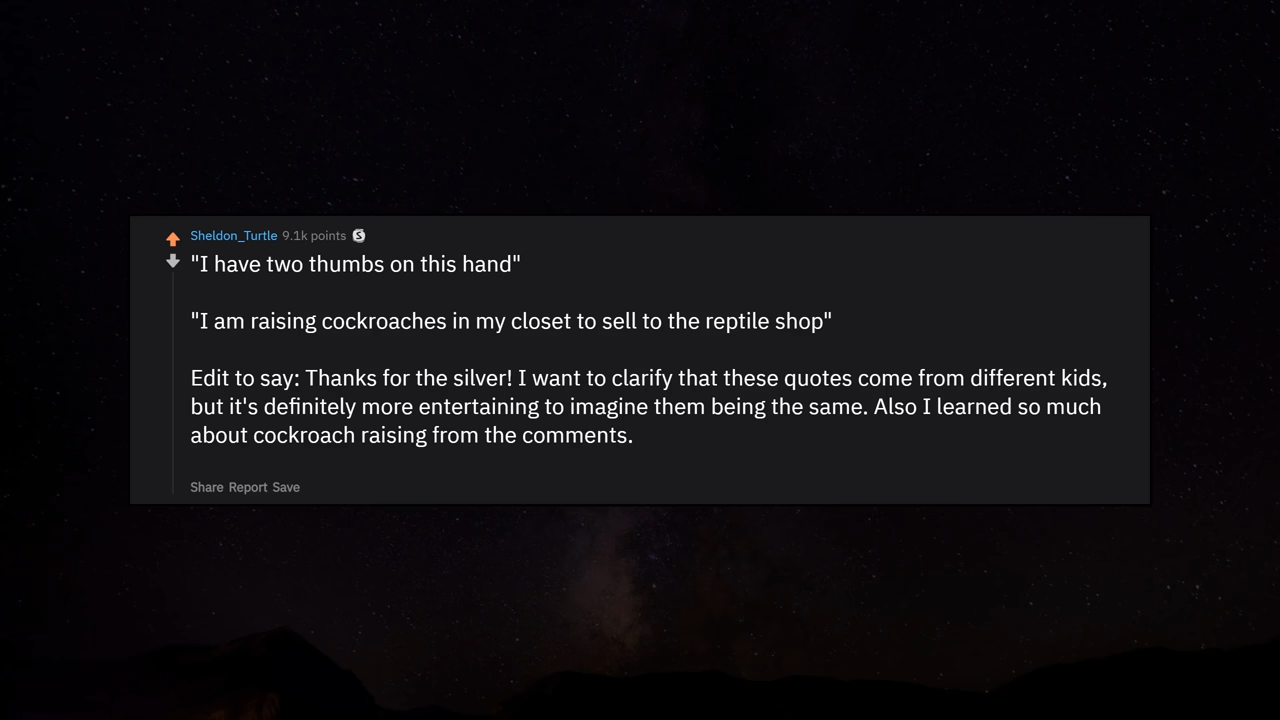 Sheldon_Turtle 9.1k points
"I have two thumbs on this hand"
"I am raising cockroaches in my closet to sell to the reptile shop"
Edit to say: Thanks for the silver! I want to clarify that these quotes come from different kids,
but it's definitely more entertaining to imagine them being the same. Also I learned so much
about cockroach raising from the comments.
Share Report Save